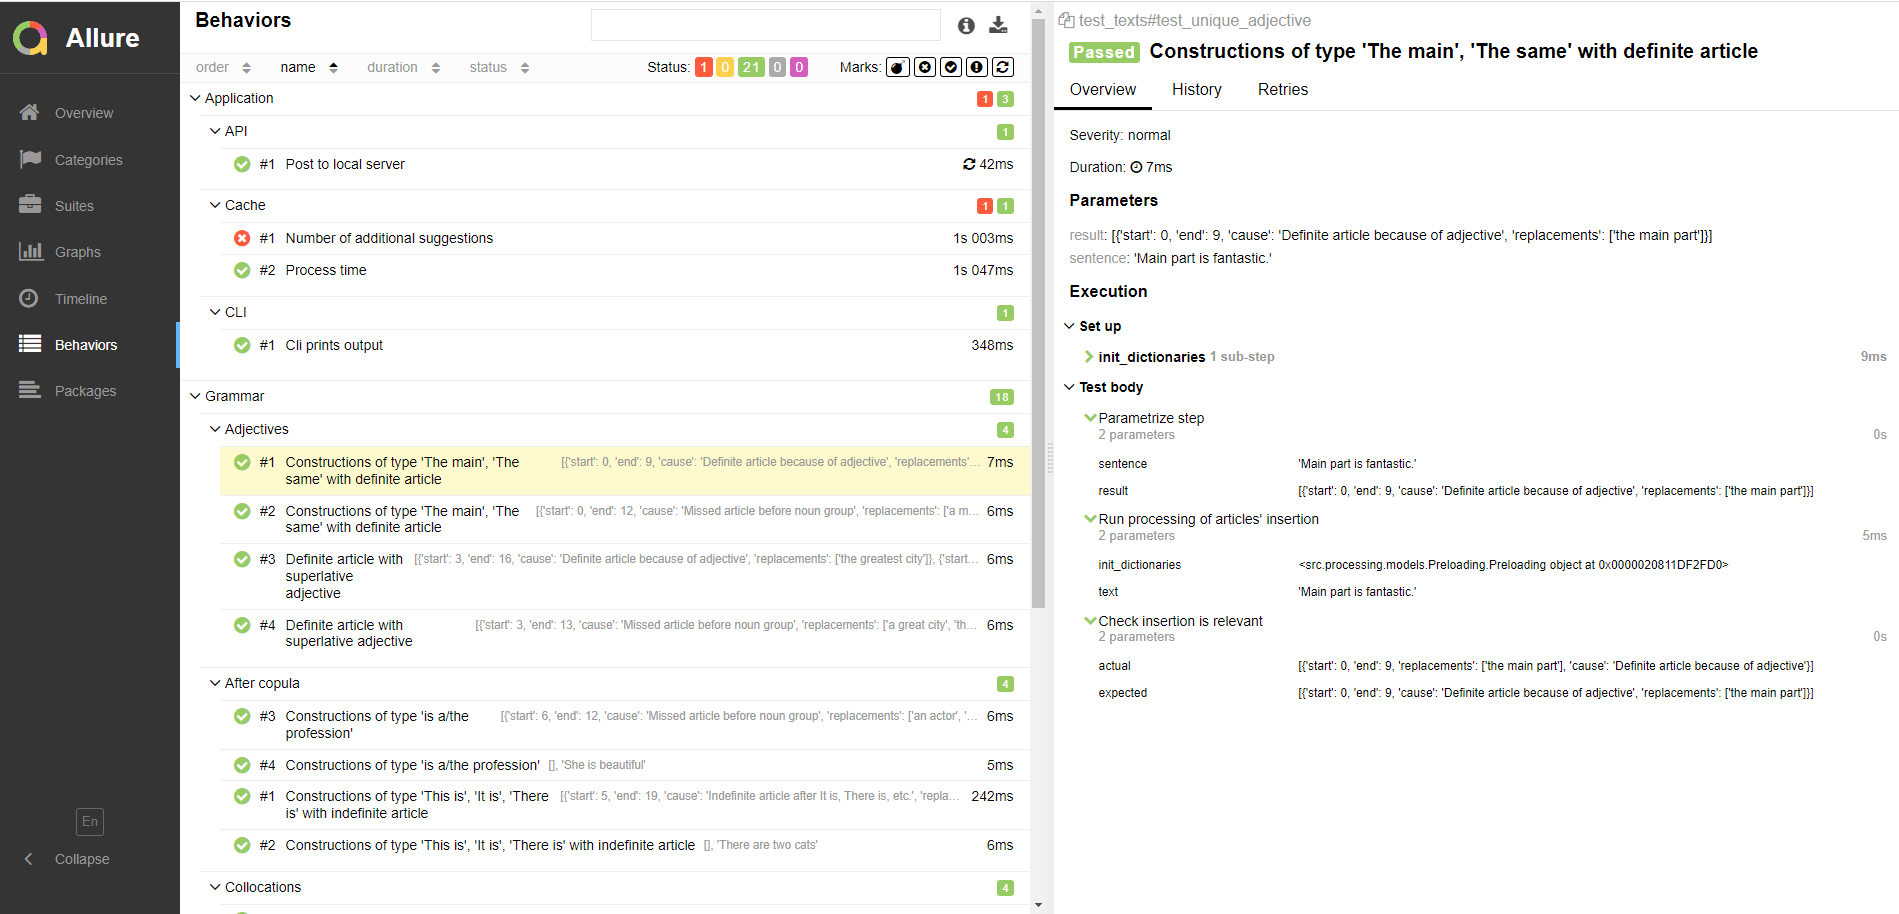 Allure
Overview
Categories
Suites
Graphs
Timeline
Behaviors
Packages
En
Collapse
Behaviors
order name duration status Status: 1 0 21 0 0 Marks:
Application 1 3
API 1
#1 Post to local server 42ms
Cache 1 1
#1 Number of additional suggestions 1s 003ms
#2 Process time 1s 047ms
CLI 1
#1 Cli prints output 348ms
Grammar 18
Adjectives 4
#1 Constructions of type 'The main', 'The [{'start': 0, 'end': 9, 'cause': 'Definite article because of adjective', 'replacements'... 7ms
same' with definite article
#2 Constructions of type 'The main', 'The [{'start': 0, 'end': 12, 'cause': 'Missed article before noun group', 'replacements': ['a m... 6ms
same' with definite article
#3 Definite article with [{'start': 3, 'end': 16, 'cause': 'Definite article because of adjective', 'replacements': ['the greatest city']}, {'start... 6ms
superlative
adjective
#4 Definite article with [{'start': 3, 'end': 13, 'cause': 'Missed article before noun group', 'replacements': ['a great city', 'th... 6ms
superlative adjective
After copula 4
#3 Constructions of type 'is a/the [{'start': 6, 'end': 12, 'cause': 'Missed article before noun group', 'replacements': ['an actor', '... 6ms
profession'
#4 Constructions of type 'is a/the profession' [], 'She is beautiful' 5ms
#1 Constructions of type 'This is', 'It is', 'There [{'start': 5, 'end': 19, 'cause': 'Indefinite article after It is, There is, etc.', 'repla... 242ms
is' with indefinite article
#2 Constructions of type 'This is', 'It is', 'There is' with indefinite article [], 'There are two cats' 6ms
Collocations 4
test_texts#test_unique_adjective
Passed Constructions of type 'The main', 'The same' with definite article
Overview History Retries
Severity: normal
Duration: 7ms
Parameters
result: [{'start': 0, 'end': 9, 'cause': 'Definite article because of adjective', 'replacements': ['the main part']}]
sentence: 'Main part is fantastic.'
Execution
Set up
init_dictionaries 1 sub-step 9ms
Test body
Parametrize step
2 parameters 0s
sentence 'Main part is fantastic.'
result [{'start': 0, 'end': 9, 'cause': 'Definite article because of adjective', 'replacements': ['the main part']}]
Run processing of articles' insertion
2 parameters 5ms
init_dictionaries <src.processing.models.Preloading.Preloading object at 0x0000020811DF2FD0>
text 'Main part is fantastic.'
Check insertion is relevant
2 parameters 0s
actual [{'start': 0, 'end': 9, 'replacements': ['the main part'], 'cause': 'Definite article because of adjective'}]
expected [{'start': 0, 'end': 9, 'cause': 'Definite article because of adjective', 'replacements': ['the main part']}]